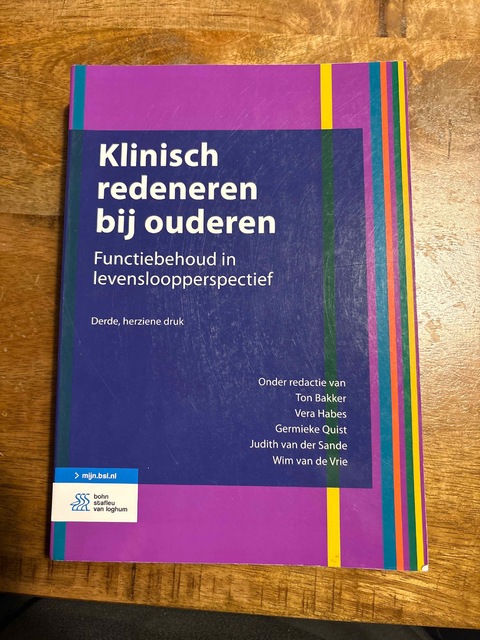 Klinisch
redeneren
bij ouderen
Functiebehoud in
levensloopperspectief
Derde, herziene druk
Onder redactie van
Ton Bakker
Vera Habes
Germieke Quist
Judith van der Sande
Wim van de Vrie
> mijn.bsl.nl
bohn
stafleu
van loghum